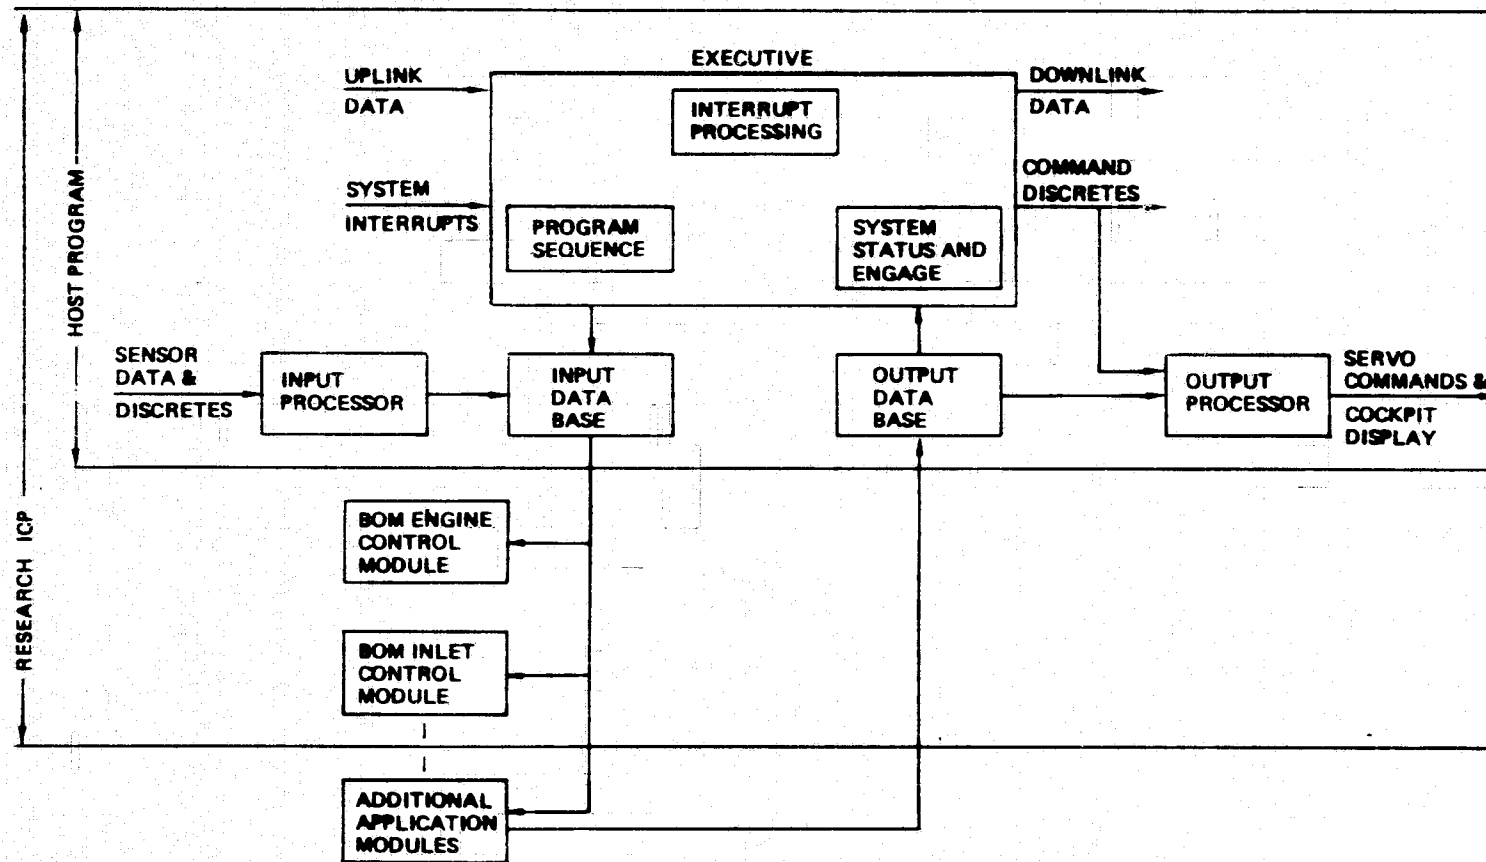 EXECUTIVE
UPLINK
DATA
INTERRUPT
PROCESSING
DOWNLINK
DATA
SYSTEM
INTERRUPTS
PROGRAM
SEQUENCE
SYSTEM
STATUS AND
ENGAGE
COMMAND
DISCRETES
HOST PROGRAM
SENSOR
DATA &
DISCRETES
INPUT
PROCESSOR
INPUT
DATA
BASE
OUTPUT
DATA
BASE
OUTPUT
PROCESSOR
SERVO
COMMANDS &
COCKPIT
DISPLAY
RESEARCH ICP
BOM ENGINE
CONTROL
MODULE
BOM INLET
CONTROL
MODULE
ADDITIONAL
APPLICATION
MODULES